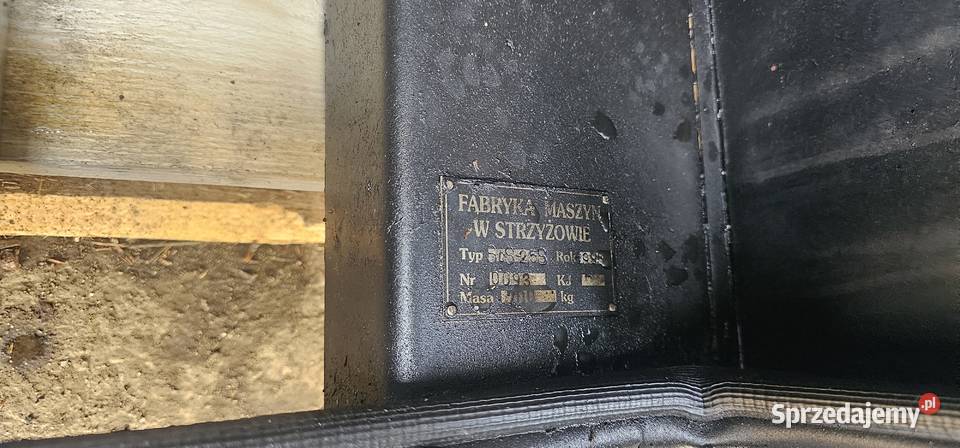 FABRYKA MASZYN
W STRZYŻOWIE
Typ Rok
Nr KJ
Masa kg
Sprzedajemy.pl